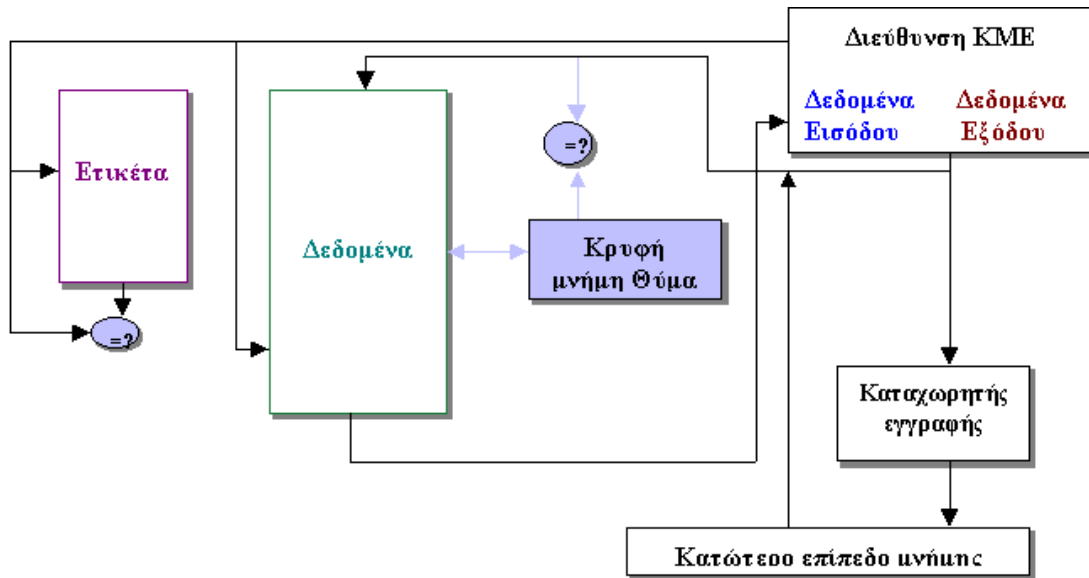 Διεύθυνση ΚΜΕ
Δεδομένα Δεδομένα
Εισόδου Εξόδου
=?
Ετικέτα
Δεδομένα
Κρυφή
μνήμη Θύμα
=?
Καταχωρητής
εγγραφής
Κατώτερο επίπεδο μνήμης